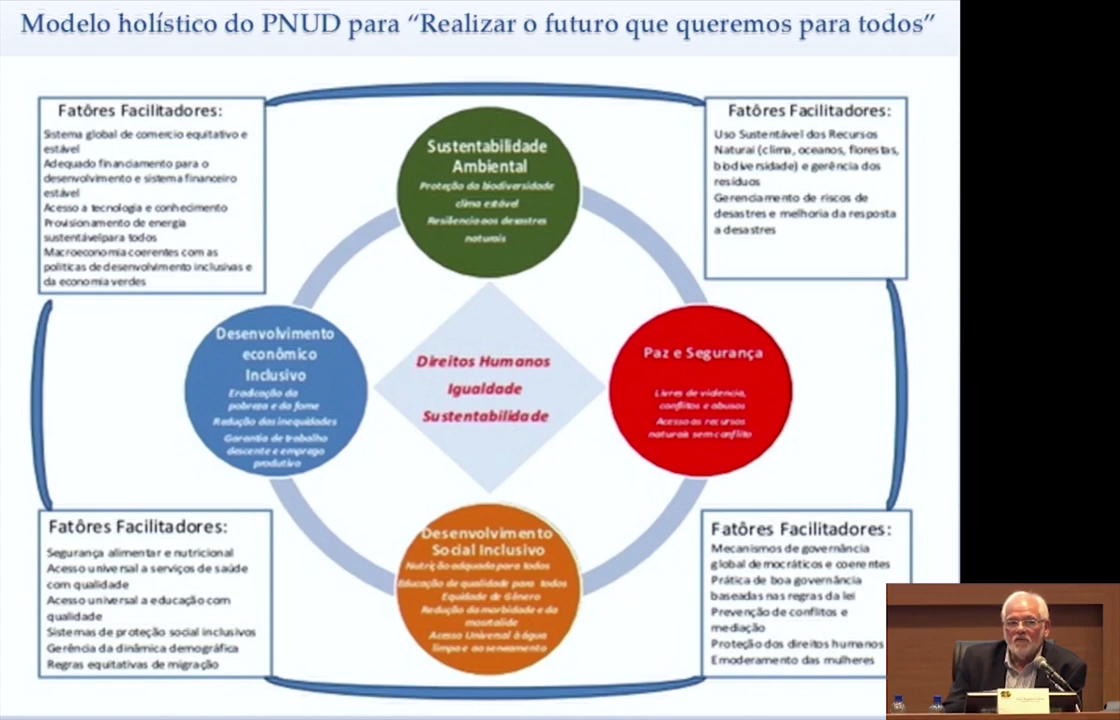 Modelo holístico do PNUD para “Realizar o futuro que queremos para todos”
Fatôres Facilitadores:
Sistema global de comercio equitativo e
estável
Adequado financiamento para o
desenvolvimento e sistema financeiro
estável
Acesso a tecnologia e conhecimento
Provisionamento de energia
sustentávelpara todos
Macroeconomia coerentes com as
políticas de desenvolvimento inclusivas e
da economia verdes
Sustentabilidade
Ambiental
Proteção da biodiversidade
clima estável
Resiliencia aos desastres
naturais
Fatôres Facilitadores:
Uso Sustentável dos Recursos
Naturai (clima, oceanos, florestas,
biodiversidade) e gerência dos
resíduos
Gerenciamento de riscos de
desastres e melhoria da resposta
a desastres
Desenvolvimento
econômico
Inclusivo
Eradicação da
pobreza e da fome
Redução das inequidades
Garantia de trabalho
descente e emprego
produtivo
Direitos Humanos
Igualdade
Sustentabilidade
Paz e Segurança
Livres de violencia,
conflitos e abusos
Acesso aos recursos
naturais sem conflito
Fatôres Facilitadores:
Segurança alimentar e nutricional
Acesso universal a serviços de saúde
com qualidade
Acesso universal a educação com
qualidade
Sistemas de proteção social inclusivos
Gerência da dinâmica demográfica
Regras equitativas de migração
Desenvolvimento
Social Inclusivo
Nutrição adquada para todos
Educação de qualidade para todos
Equidade de Gênero
Redução da morbidade e da
mostalide
Acesso Universal à água
limpa e ao saneamento
Fatôres Facilitadores:
Mecanismos de governância
global democráticos e coerentes
Prática de boa governância
baseadas nas regras da lei
Prevenção de conflitos e
mediação
Proteção dos direitos humanos
Emoderamento das mulheres